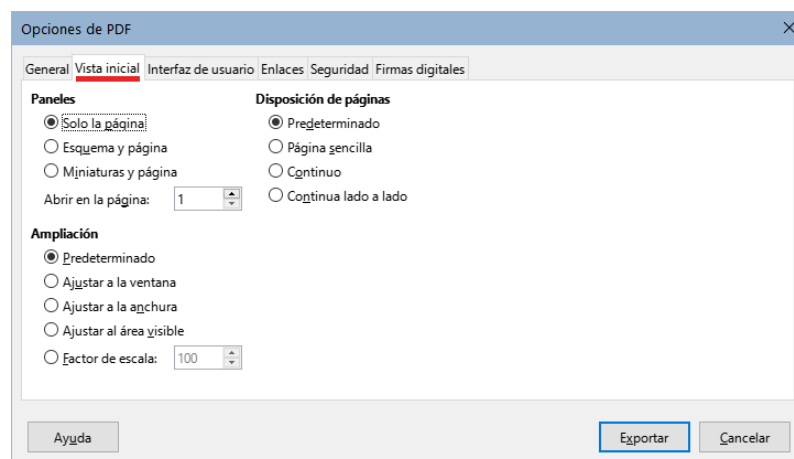 Opciones de PDF
General Vista inicial Interfaz de usuario Enlaces Seguridad Firmas digitales
Paneles
Solo la página
Esquema y página
Miniaturas y página
Abrir en la página: 1
Disposición de páginas
Predeterminado
Página sencilla
Continuo
Continua lado a lado
Ampliación
Predeterminado
Ajustar a la ventana
Ajustar a la anchura
Ajustar al área visible
Factor de escala: 100
Ayuda Exportar Cancelar